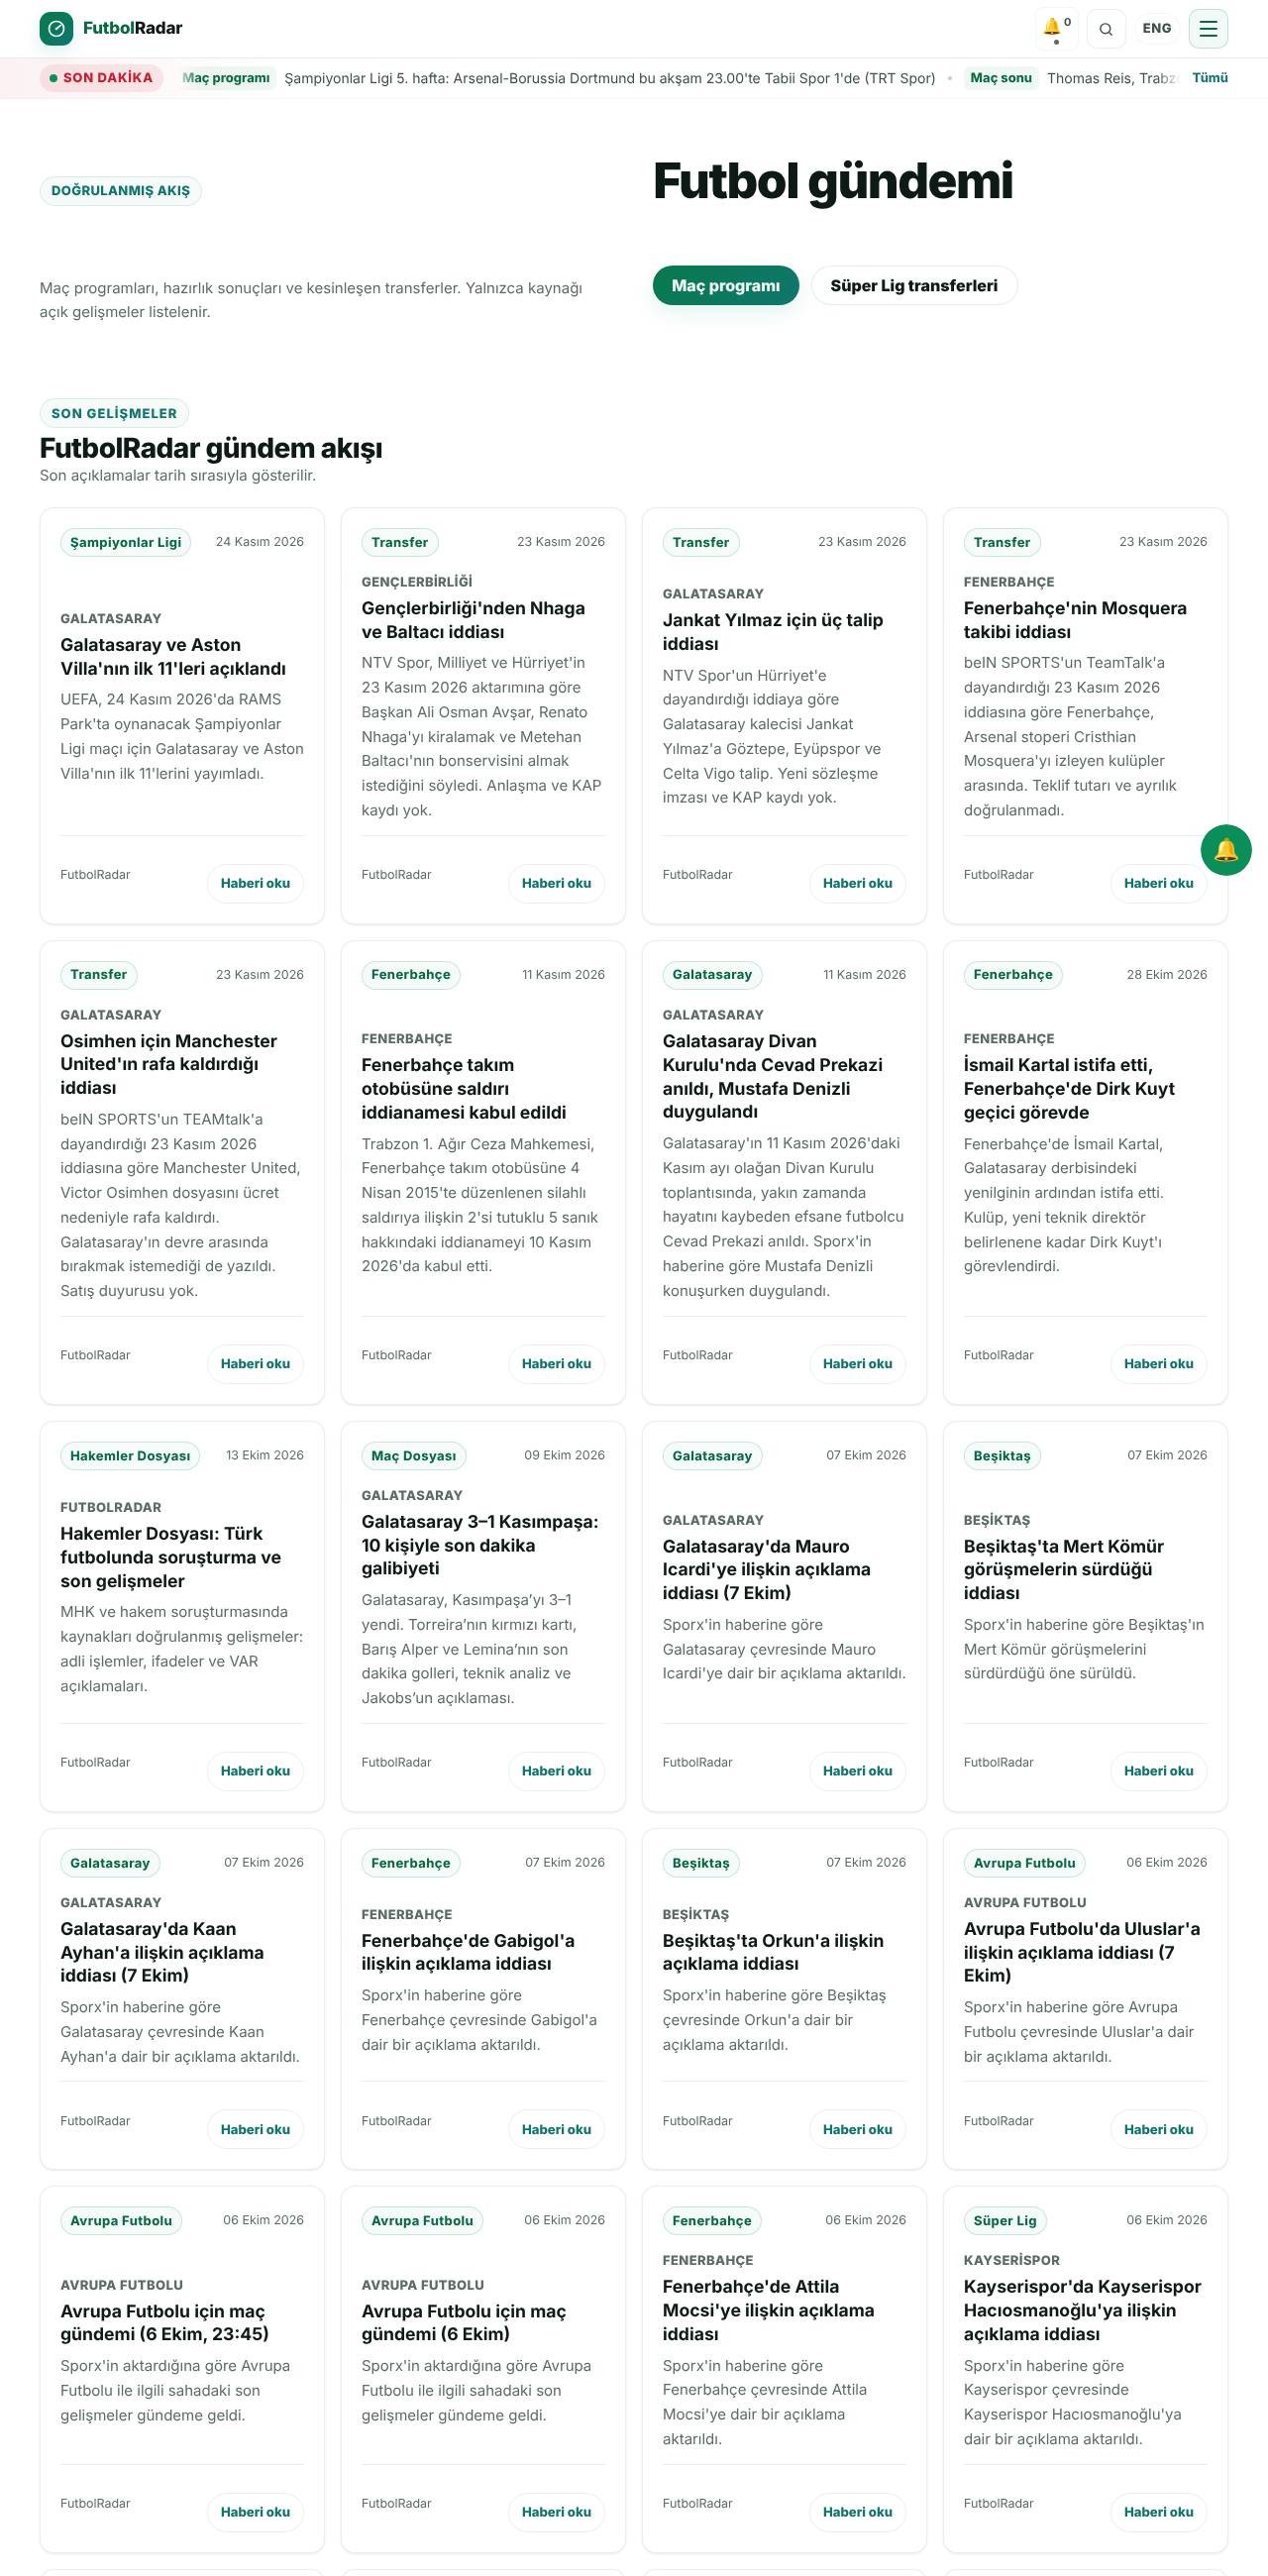 FutbolRadar
0
ENG
SON DAKİKA
Maç programı Şampiyonlar Ligi 5. hafta: Arsenal-Borussia Dortmund bu akşam 23.00'te Tabii Spor 1'de (TRT Spor) • Maç sonu Thomas Reis,
Tümü
DOĞRULANMIŞ AKIŞ
Futbol gündemi
Maç programları, hazırlık sonuçları ve kesinleşen transferler. Yalnızca kaynağı
açık gelişmeler listelenir.
Maç programı
Süper Lig transferleri
SON GELİŞMELER
FutbolRadar gündem akışı
Son açıklamalar tarih sırasıyla gösterilir.
Şampiyonlar Ligi
24 Kasım 2026
GALATASARAY
Galatasaray ve Aston
Villa'nın ilk 11'leri açıklandı
UEFA, 24 Kasım 2026'da RAMS
Park'ta oynanacak Şampiyonlar
Ligi maçı için Galatasaray ve Aston
Villa'nın ilk 11'lerini yayımladı.
FutbolRadar
Haberi oku
Transfer
23 Kasım 2026
GENÇLERBİRLİĞİ
Gençlerbirliği'nden Nhaga
ve Baltacı iddiası
NTV Spor, Milliyet ve Hürriyet'in
23 Kasım 2026 aktarımına göre
Başkan Ali Osman Avşar, Renato
Nhaga'yı kiralamak ve Metehan
Baltacı'nın bonservisini almak
istediğini söyledi. Anlaşma ve KAP
kaydı yok.
FutbolRadar
Haberi oku
Transfer
23 Kasım 2026
GALATASARAY
Jankat Yılmaz için üç talip
iddiası
NTV Spor'un Hürriyet'e
dayandırdığı iddiaya göre
Galatasaray kalecisi Jankat
Yılmaz'a Göztepe, Eyüpspor ve
Celta Vigo talip. Yeni sözleşme
imzası ve KAP kaydı yok.
FutbolRadar
Haberi oku
Transfer
23 Kasım 2026
FENERBAHÇE
Fenerbahçe'nin Mosquera
takibi iddiası
beIN SPORTS'un TeamTalk'a
dayandırdığı 23 Kasım 2026
iddiasına göre Fenerbahçe,
Arsenal stoperi Cristhian
Mosquera'yı izleyen kulüpler
arasında. Teklif tutarı ve ayrılık
doğrulanmadı.
FutbolRadar
Haberi oku
Transfer
23 Kasım 2026
GALATASARAY
Osimhen için Manchester
United'ın rafa kaldırdığı
iddiası
beIN SPORTS'un TEAMtalk'a
dayandırdığı 23 Kasım 2026
iddiasına göre Manchester United,
Victor Osimhen dosyasını ücret
nedeniyle rafa kaldırdı.
Galatasaray'ın devre arasında
bırakmak istemediği de yazıldı.
Satış duyurusu yok.
FutbolRadar
Haberi oku
Fenerbahçe
11 Kasım 2026
FENERBAHÇE
Fenerbahçe takım
otobüsüne saldırı
iddianamesi kabul edildi
Trabzon 1. Ağır Ceza Mahkemesi,
Fenerbahçe takım otobüsüne 4
Nisan 2015'te düzenlenen silahlı
saldırıya ilişkin 2'si tutuklu 5 sanık
hakkındaki iddianameyi 10 Kasım
2026'da kabul etti.
FutbolRadar
Haberi oku
Galatasaray
11 Kasım 2026
GALATASARAY
Galatasaray Divan
Kurulu'nda Cevad Prekazi
anıldı, Mustafa Denizli
duygulandı
Galatasaray'ın 11 Kasım 2026'daki
Kasım ayı olağan Divan Kurulu
toplantısında, yakın zamanda
hayatını kaybeden efsane futbolcu
Cevad Prekazi anıldı. Sporx'in
haberine göre Mustafa Denizli
konuşurken duygulandı.
FutbolRadar
Haberi oku
Fenerbahçe
28 Ekim 2026
FENERBAHÇE
İsmail Kartal istifa etti,
Fenerbahçe'de Dirk Kuyt
geçici görevde
Fenerbahçe'de İsmail Kartal,
Galatasaray derbisindeki
yenilginin ardından istifa etti.
Kulüp, yeni teknik direktör
belirlenene kadar Dirk Kuyt'ı
görevlendirdi.
FutbolRadar
Haberi oku
Hakemler Dosyası
13 Ekim 2026
FUTBOLRADAR
Hakemler Dosyası: Türk
futbolunda soruşturma ve
son gelişmeler
MHK ve hakem soruşturmasında
kaynakları doğrulanmış gelişmeler:
adli işlemler, ifadeler ve VAR
açıklamaları.
FutbolRadar
Haberi oku
Maç Dosyası
09 Ekim 2026
GALATASARAY
Galatasaray 3–1 Kasımpaşa:
10 kişiyle son dakika
galibiyeti
Galatasaray, Kasımpaşa’yı 3–1
yendi. Torreira’nın kırmızı kartı,
Barış Alper ve Lemina’nın son
dakika golleri, teknik analiz ve
Jakobs’un açıklaması.
FutbolRadar
Haberi oku
Galatasaray
07 Ekim 2026
GALATASARAY
Galatasaray'da Mauro
Icardi'ye ilişkin açıklama
iddiası (7 Ekim)
Sporx'in haberine göre
Galatasaray çevresinde Mauro
Icardi'ye dair bir açıklama aktarıldı.
FutbolRadar
Haberi oku
Beşiktaş
07 Ekim 2026
BEŞİKTAŞ
Beşiktaş'ta Mert Kömür
görüşmelerin sürdüğü
iddiası
Sporx'in haberine göre Beşiktaş'ın
Mert Kömür görüşmelerini
sürdürdüğü öne sürüldü.
FutbolRadar
Haberi oku
Galatasaray
07 Ekim 2026
GALATASARAY
Galatasaray'da Kaan
Ayhan'a ilişkin açıklama
iddiası (7 Ekim)
Sporx'in haberine göre
Galatasaray çevresinde Kaan
Ayhan'a dair bir açıklama aktarıldı.
FutbolRadar
Haberi oku
Fenerbahçe
07 Ekim 2026
FENERBAHÇE
Fenerbahçe'de Gabigol'a
ilişkin açıklama iddiası
Sporx'in haberine göre
Fenerbahçe çevresinde Gabigol'a
dair bir açıklama aktarıldı.
FutbolRadar
Haberi oku
Beşiktaş
07 Ekim 2026
BEŞİKTAŞ
Beşiktaş'ta Orkun'a ilişkin
açıklama iddiası
Sporx'in haberine göre Beşiktaş
çevresinde Orkun'a dair bir
açıklama aktarıldı.
FutbolRadar
Haberi oku
Avrupa Futbolu
06 Ekim 2026
AVRUPA FUTBOLU
Avrupa Futbolu'da Uluslar'a
ilişkin açıklama iddiası (7
Ekim)
Sporx'in haberine göre Avrupa
Futbolu çevresinde Uluslar'a dair
bir açıklama aktarıldı.
FutbolRadar
Haberi oku
Avrupa Futbolu
06 Ekim 2026
AVRUPA FUTBOLU
Avrupa Futbolu için maç
gündemi (6 Ekim, 23:45)
Sporx'in aktardığına göre Avrupa
Futbolu ile ilgili sahadaki son
gelişmeler gündeme geldi.
FutbolRadar
Haberi oku
Avrupa Futbolu
06 Ekim 2026
AVRUPA FUTBOLU
Avrupa Futbolu için maç
gündemi (6 Ekim)
Sporx'in aktardığına göre Avrupa
Futbolu ile ilgili sahadaki son
gelişmeler gündeme geldi.
FutbolRadar
Haberi oku
Fenerbahçe
06 Ekim 2026
FENERBAHÇE
Fenerbahçe'de Attila
Mocsi'ye ilişkin açıklama
iddiası
Sporx'in haberine göre
Fenerbahçe çevresinde Attila
Mocsi'ye dair bir açıklama
aktarıldı.
FutbolRadar
Haberi oku
Süper Lig
06 Ekim 2026
KAYSERİSPOR
Kayserispor'da Kayserispor
Hacıosmanoğlu'ya ilişkin
açıklama iddiası
Sporx'in haberine göre
Kayserispor çevresinde
Kayserispor Hacıosmanoğlu'ya
dair bir açıklama aktarıldı.
FutbolRadar
Haberi oku